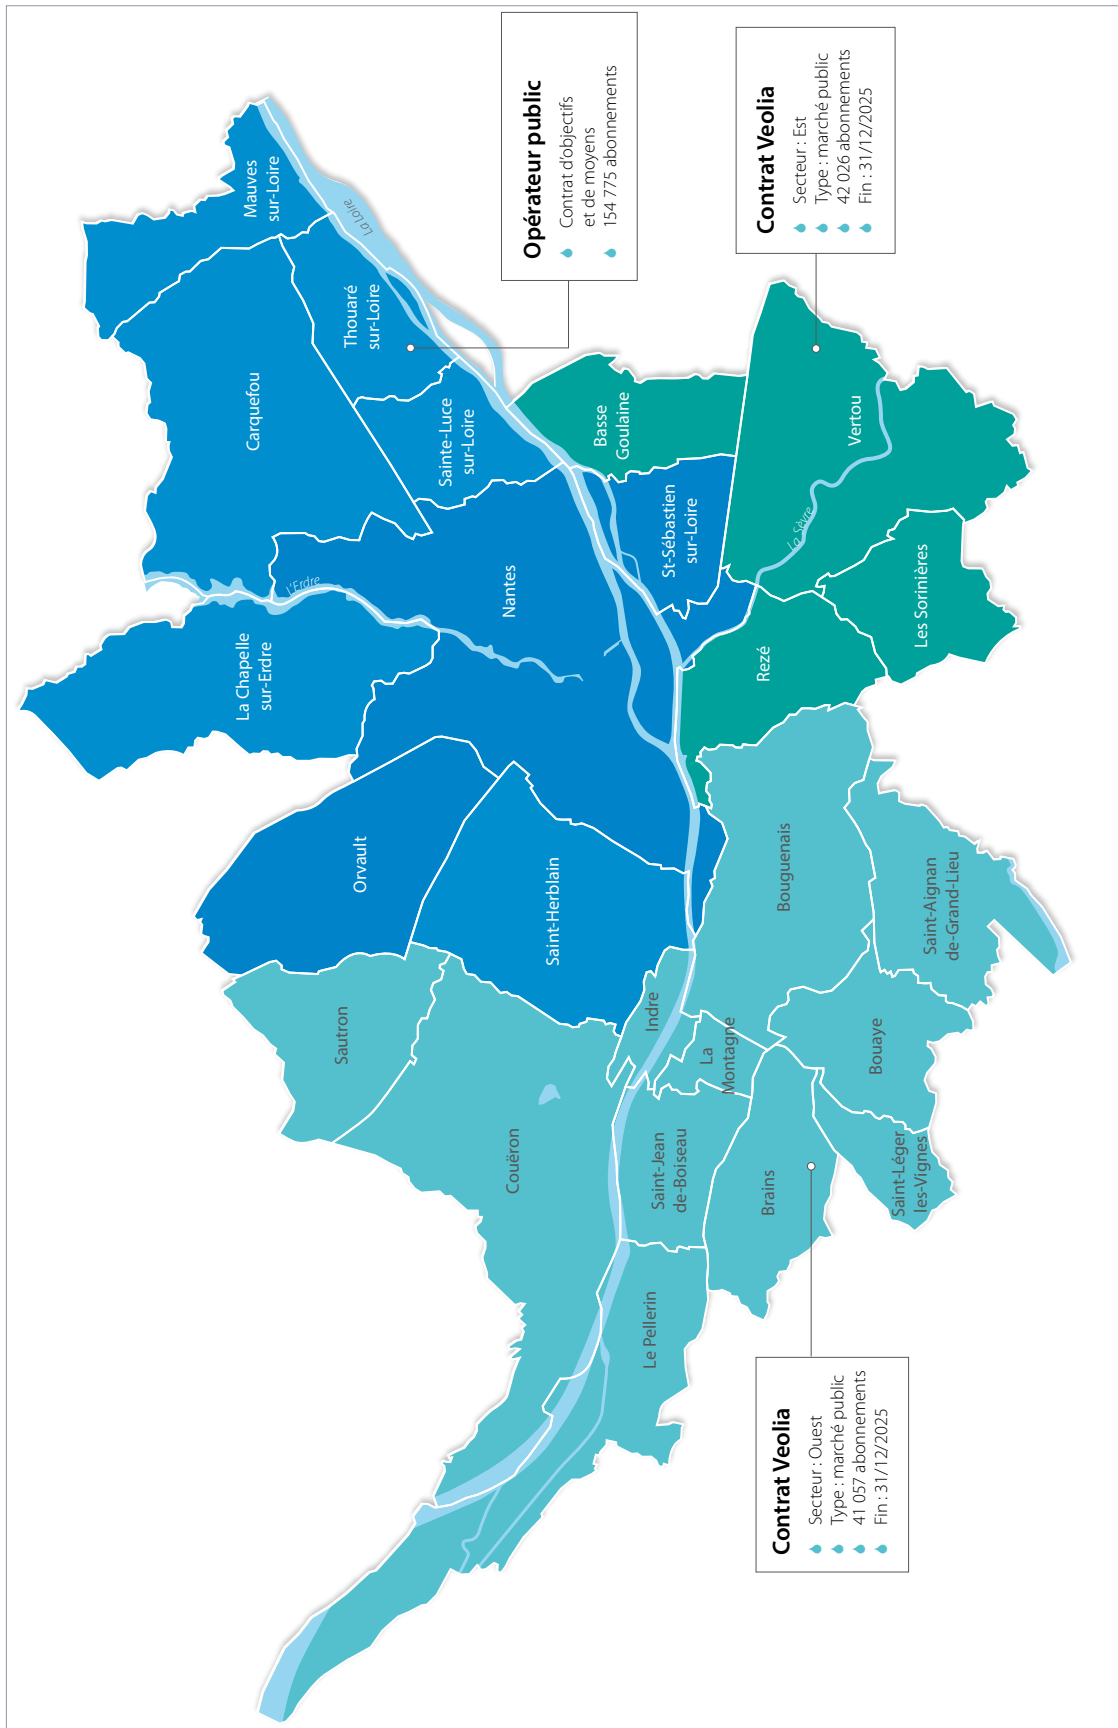 Mauves
sur-Loire
Carquefou
Thouaré
sur-Loire
Sainte-Luce
sur-Loire
La Loire
La Chapelle
sur-Erdre
L'Erdre
Nantes
Orvault
Saint-Herblain
Sautron
Couëron
Indre
St-Sébastien
sur-Loire
Basse
Goulaine
Vertou
La Sèvre
Rezé
Les Sorinières
Bouguenais
Saint-Aignan
de-Grand-Lieu
La
Montagne
Bouaye
Saint-Jean
de-Boiseau
Brains
Saint-Léger
les-Vignes
Le Pellerin
Opérateur public
Contrat d'objectifs
et de moyens
154 775 abonnements
Contrat Veolia
Secteur : Est
Type : marché public
42 026 abonnements
Fin : 31/12/2025
Contrat Veolia
Secteur : Ouest
Type : marché public
41 057 abonnements
Fin : 31/12/2025